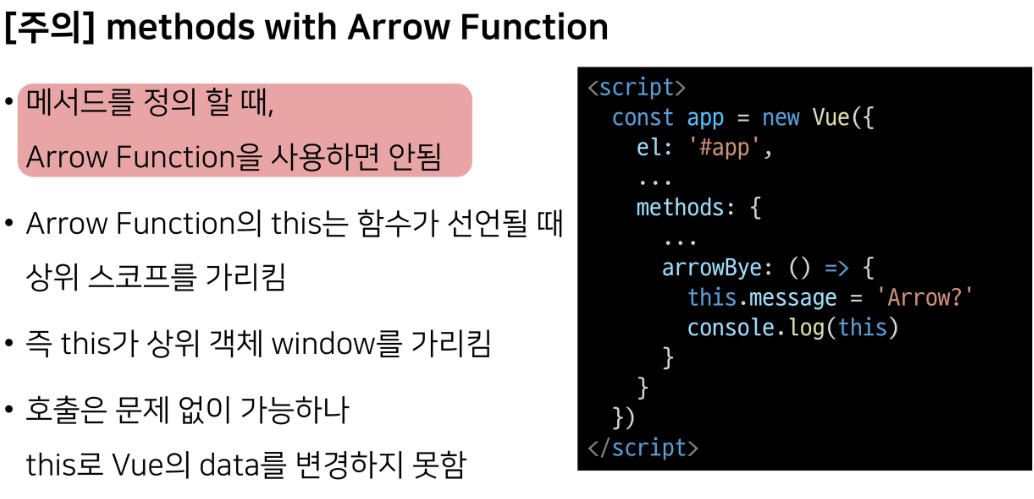 [주의] methods with Arrow Function
• 메서드를 정의 할 때,
Arrow Function을 사용하면 안됨
• Arrow Function의 this는 함수가 선언될 때
상위 스코프를 가리킴
• 즉 this가 상위 객체 window를 가리킴
• 호출은 문제 없이 가능하나
this로 Vue의 data를 변경하지 못함
<script>
  const app = new Vue({
    el: '#app',
    ...
    methods: {
      ...
      arrowBye: () => {
        this.message = 'Arrow?'
        console.log(this)
      }
    }
  })
</script>